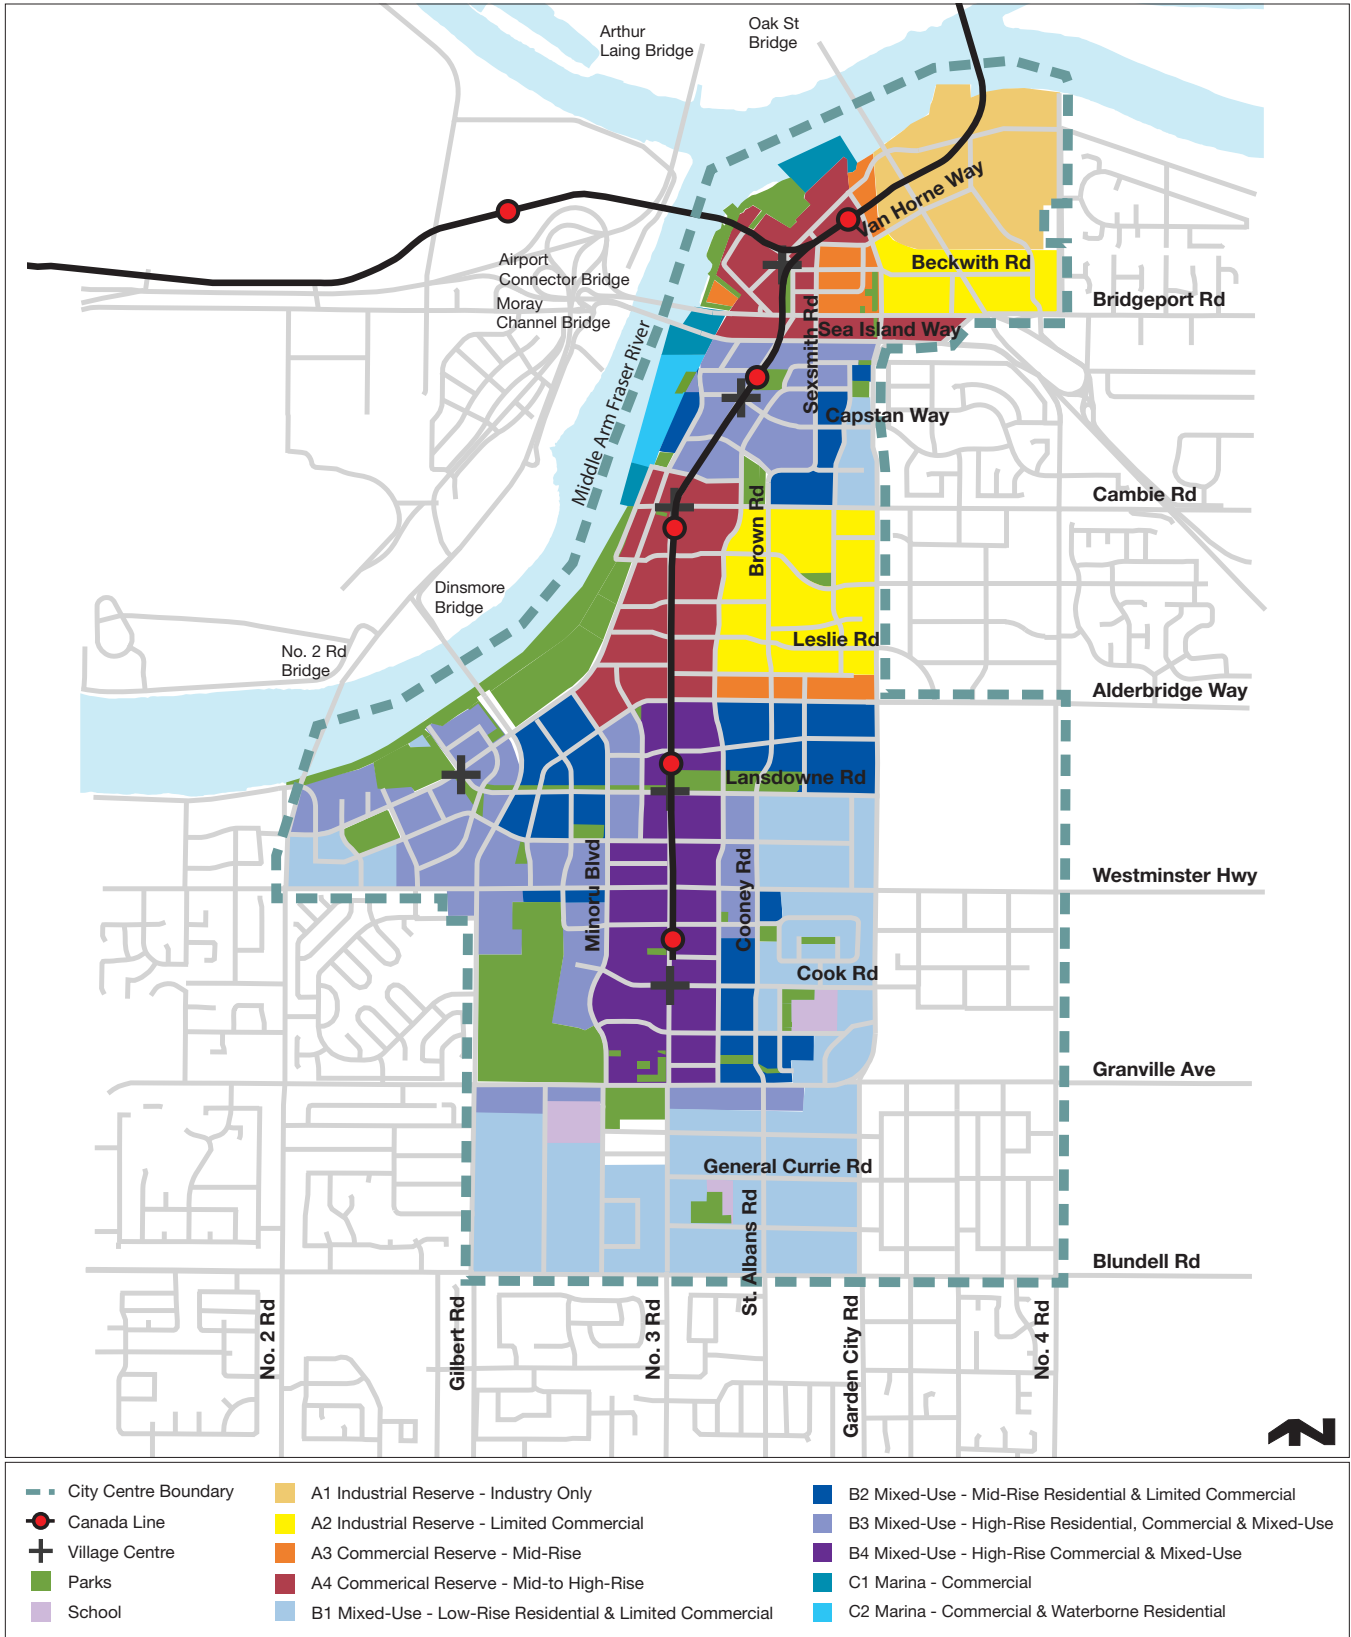 Arthur
Laing Bridge
Oak St
Bridge
Van Horne Way
Beckwith Rd
Airport
Connector Bridge
Moray
Channel Bridge
Bridgeport Rd
Sea Island Way
Sexsmith Rd
Middle Arm Fraser River
Capstan Way
Cambie Rd
Brown Rd
Dinsmore
Bridge
No. 2 Rd
Bridge
Leslie Rd
Alderbridge Way
Lansdowne Rd
Minoru Blvd
Cooney Rd
Westminster Hwy
Cook Rd
Granville Ave
General Currie Rd
St. Albans Rd
Blundell Rd
No. 2 Rd
Gilbert Rd
No. 3 Rd
Garden City Rd
No. 4 Rd
N
City Centre Boundary
Canada Line
Village Centre
Parks
School
A1 Industrial Reserve - Industry Only
A2 Industrial Reserve - Limited Commercial
A3 Commercial Reserve - Mid-Rise
A4 Commerical Reserve - Mid-to High-Rise
B1 Mixed-Use - Low-Rise Residential & Limited Commercial
B2 Mixed-Use - Mid-Rise Residential & Limited Commercial
B3 Mixed-Use - High-Rise Residential, Commercial & Mixed-Use
B4 Mixed-Use - High-Rise Commercial & Mixed-Use
C1 Marina - Commercial
C2 Marina - Commercial & Waterborne Residential